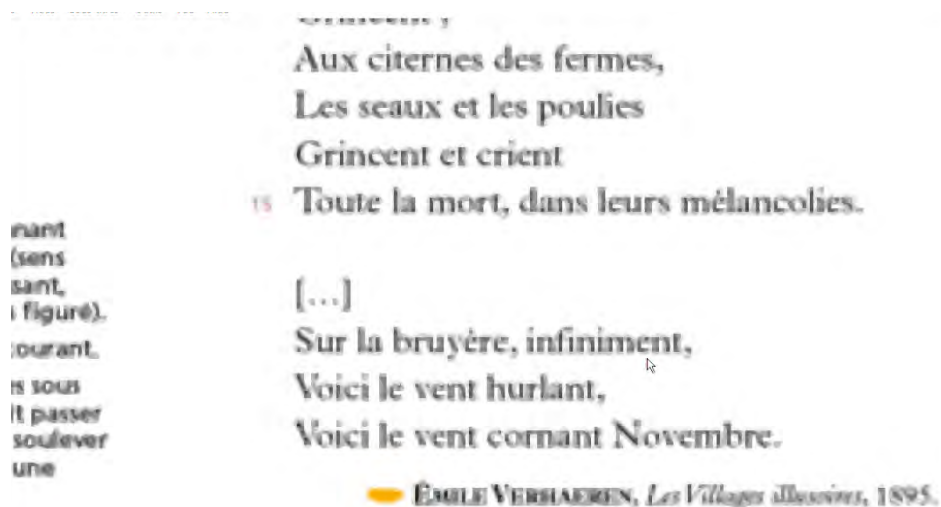 Grincent ;
Aux citernes des fermes,
Les seaux et les poulies
Grincent et crient
15 Toute la mort, dans leurs mélancolies.
[...]
Sur la bruyère, infiniment,
Voici le vent hurlant,
Voici le vent cornant Novembre.
ÉMILE VERHAEREN, Les Villages illusoires, 1895.
nant
(sens
sant,
figuré).
ourant.
s sous
it passer
soulever
une